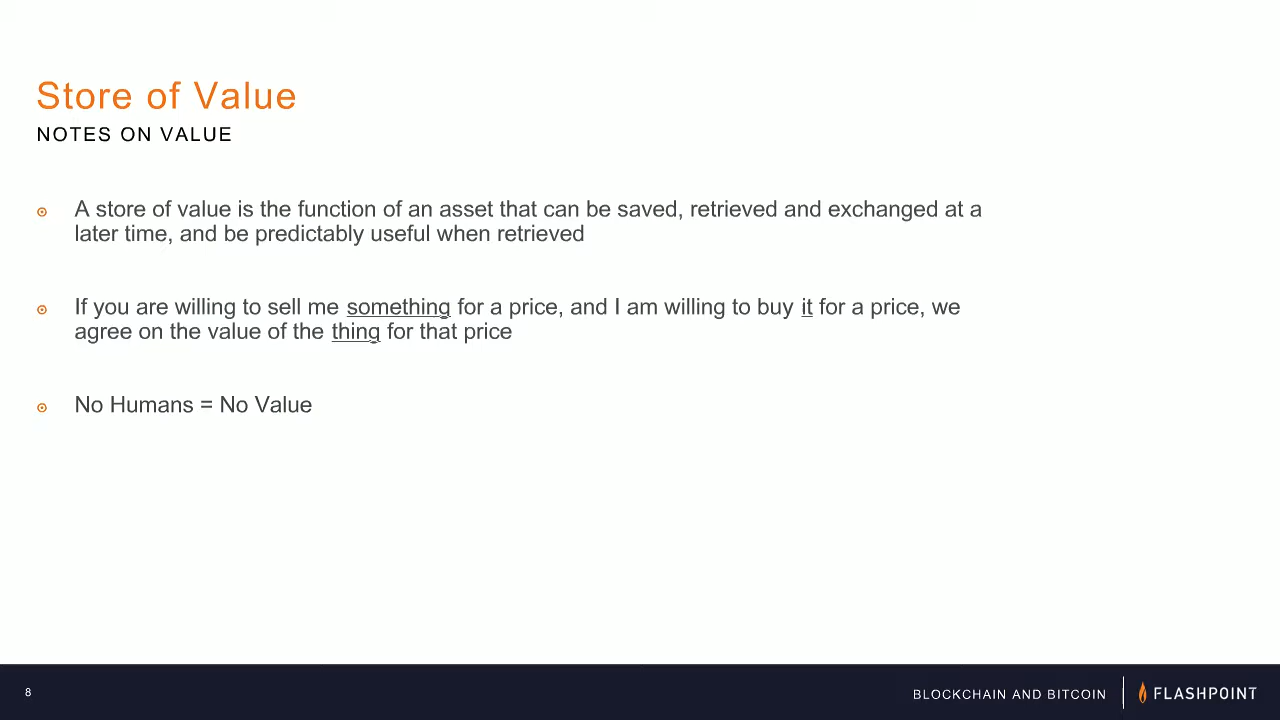 Store of Value
NOTES ON VALUE
A store of value is the function of an asset that can be saved, retrieved and exchanged at a
later time, and be predictably useful when retrieved
If you are willing to sell me something for a price, and I am willing to buy it for a price, we
agree on the value of the thing for that price
No Humans = No Value
8
BLOCKCHAIN AND BITCOIN
FLASHPOINT